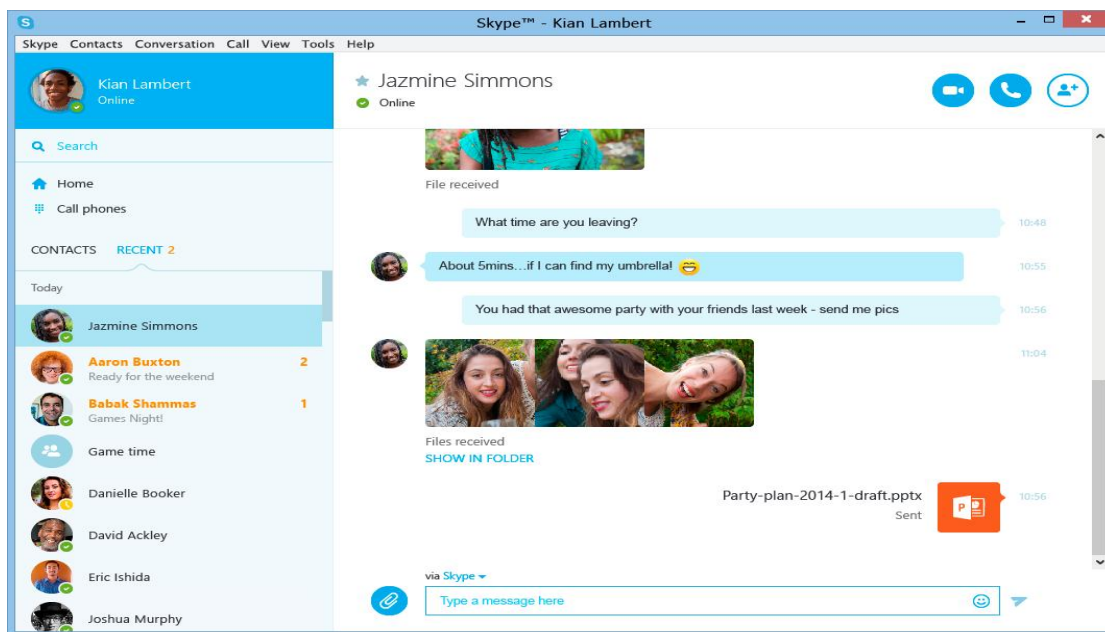 Skype™ - Kian Lambert
Skype Contacts Conversation Call View Tools Help
Kian Lambert
Online
Search
Home
Call phones
CONTACTS RECENT 2
Today
Jazmine Simmons
Aaron Buxton 2
Ready for the weekend
Babak Shammas 1
Games Night!
Game time
Danielle Booker
David Ackley
Eric Ishida
Joshua Murphy
Jazmine Simmons
Online
File received
What time are you leaving? 10:48
About 5mins...if I can find my umbrella! 10:55
You had that awesome party with your friends last week - send me pics 10:56
11:04
Files received
SHOW IN FOLDER
Party-plan-2014-1-draft.pptx 10:56
Sent
via Skype
Type a message here